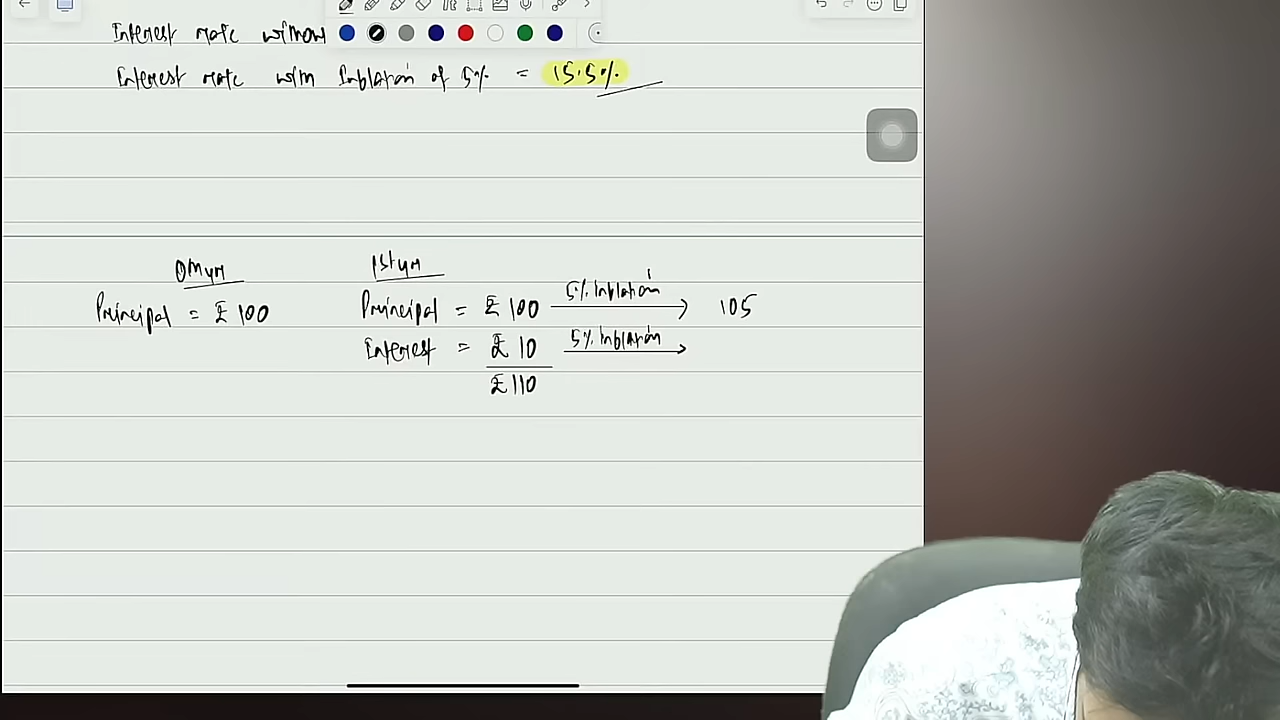 Interest rate withou
Interest rate with Inflation of 5% = 15.5%
0th yr 1st yr
Principal = £ 100 Principal = £ 100 5% Inflation 105
Interest = £ 10 5% Inflation
£ 110